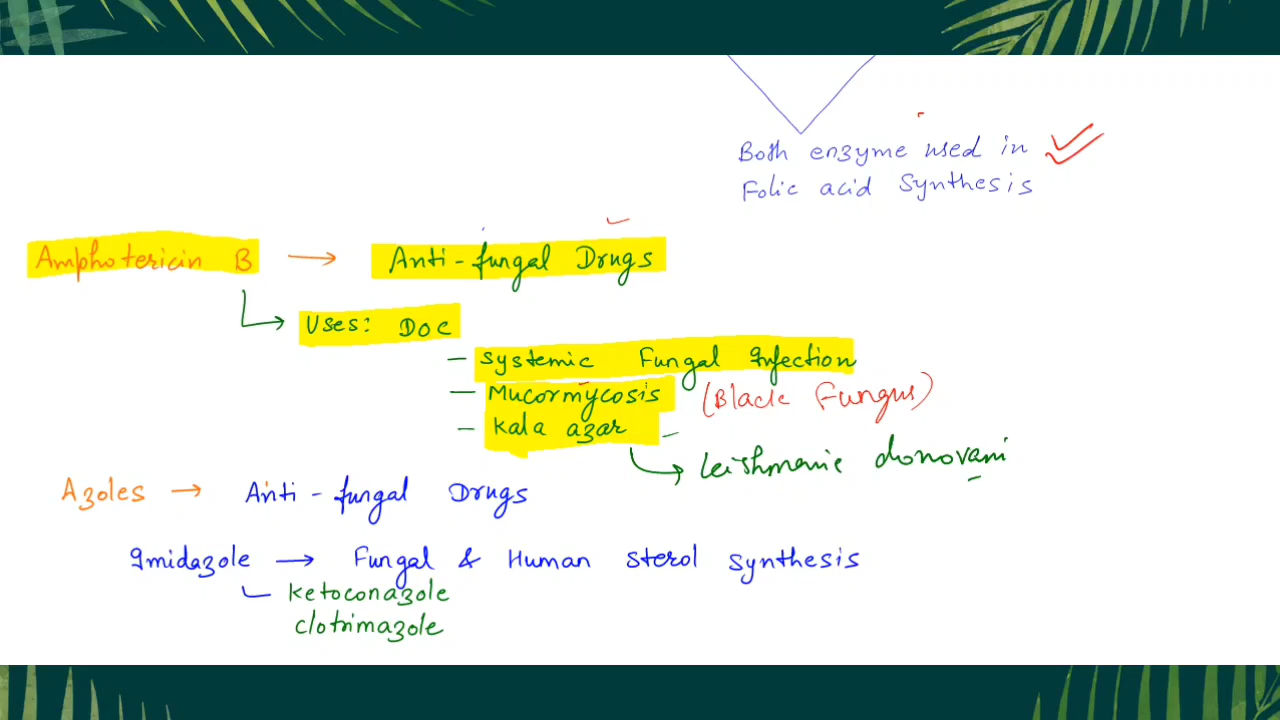 Both enzyme used in
Folic acid Synthesis
Amphotericin B → Anti-fungal Drugs
Uses: DOC
- Systemic Fungal Infection
- Mucormycosis (Black Fungus)
- Kala azar -
Leishmanie donovani
Azoles → Anti-fungal Drugs
Imidazole → Fungal & Human Sterol Synthesis
Ketoconazole
clotrimazole